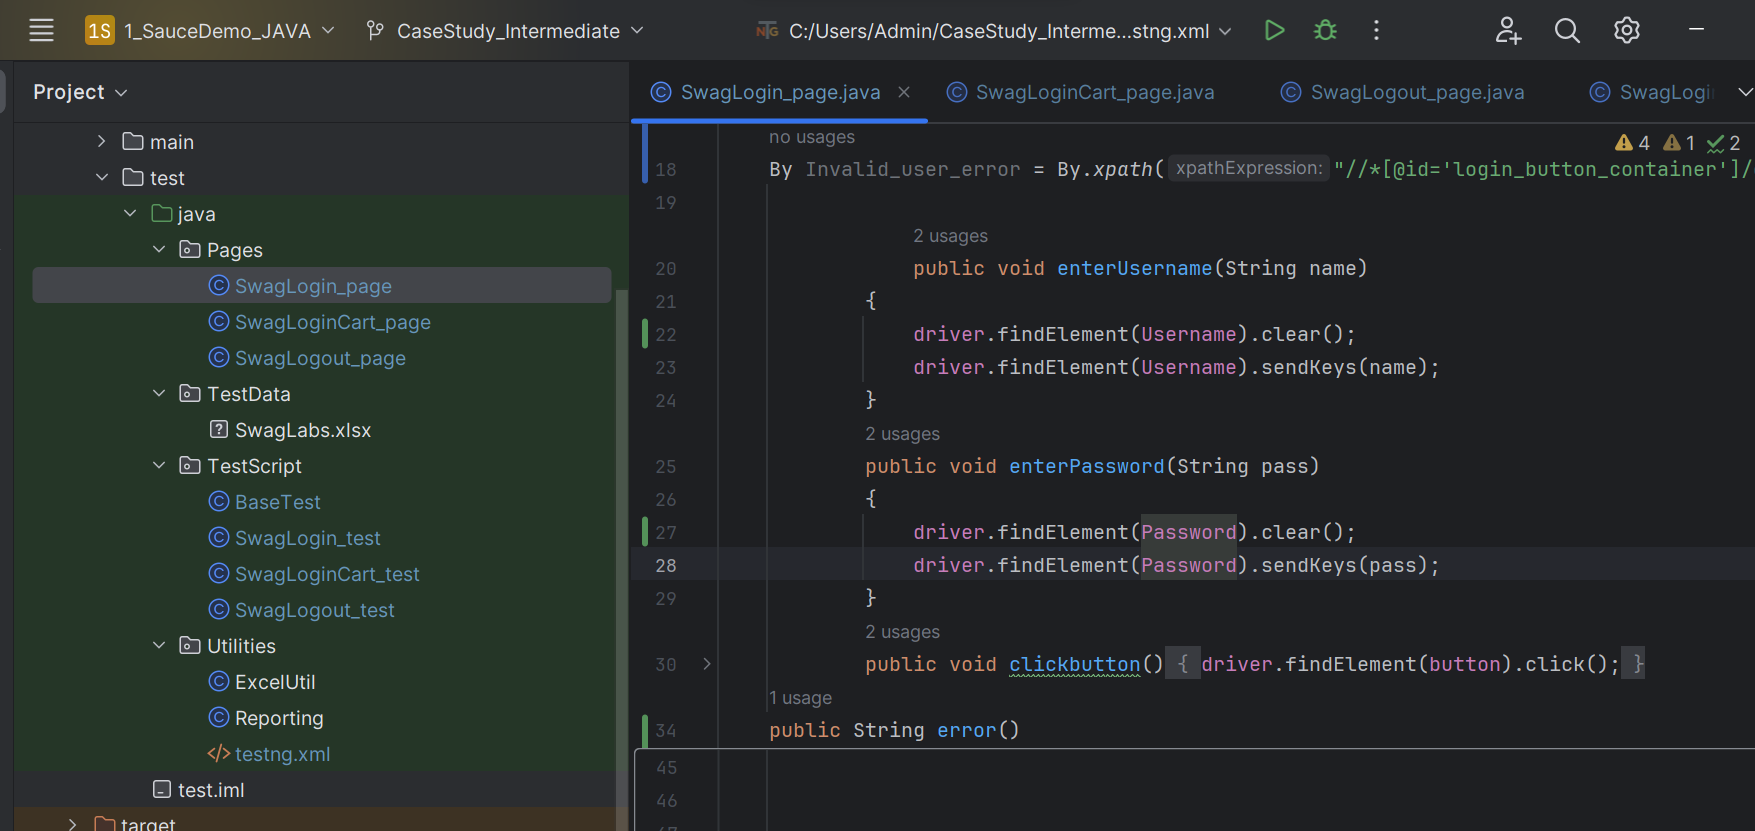 1S 1_SauceDemo_JAVA CaseStudy_Intermediate NG C:/Users/Admin/CaseStudy_Interme...stng.xml
Project
main
test
java
Pages
SwagLogin_page
SwagLoginCart_page
SwagLogout_page
TestData
SwagLabs.xlsx
TestScript
BaseTest
SwagLogin_test
SwagLoginCart_test
SwagLogout_test
Utilities
ExcelUtil
Reporting
testng.xml
test.iml
target
SwagLogin_page.java SwagLoginCart_page.java SwagLogout_page.java SwagLogi
4 1 2
no usages
18 By Invalid_user_error = By.xpath( xpathExpression: "//*[@id='login_button_container']/
19
2 usages
20 public void enterUsername(String name)
21 {
22 driver.findElement(Username).clear();
23 driver.findElement(Username).sendKeys(name);
24 }
2 usages
25 public void enterPassword(String pass)
26 {
27 driver.findElement(Password).clear();
28 driver.findElement(Password).sendKeys(pass);
29 }
2 usages
30 public void clickbutton() { driver.findElement(button).click(); }
1 usage
34 public String error()
45
46